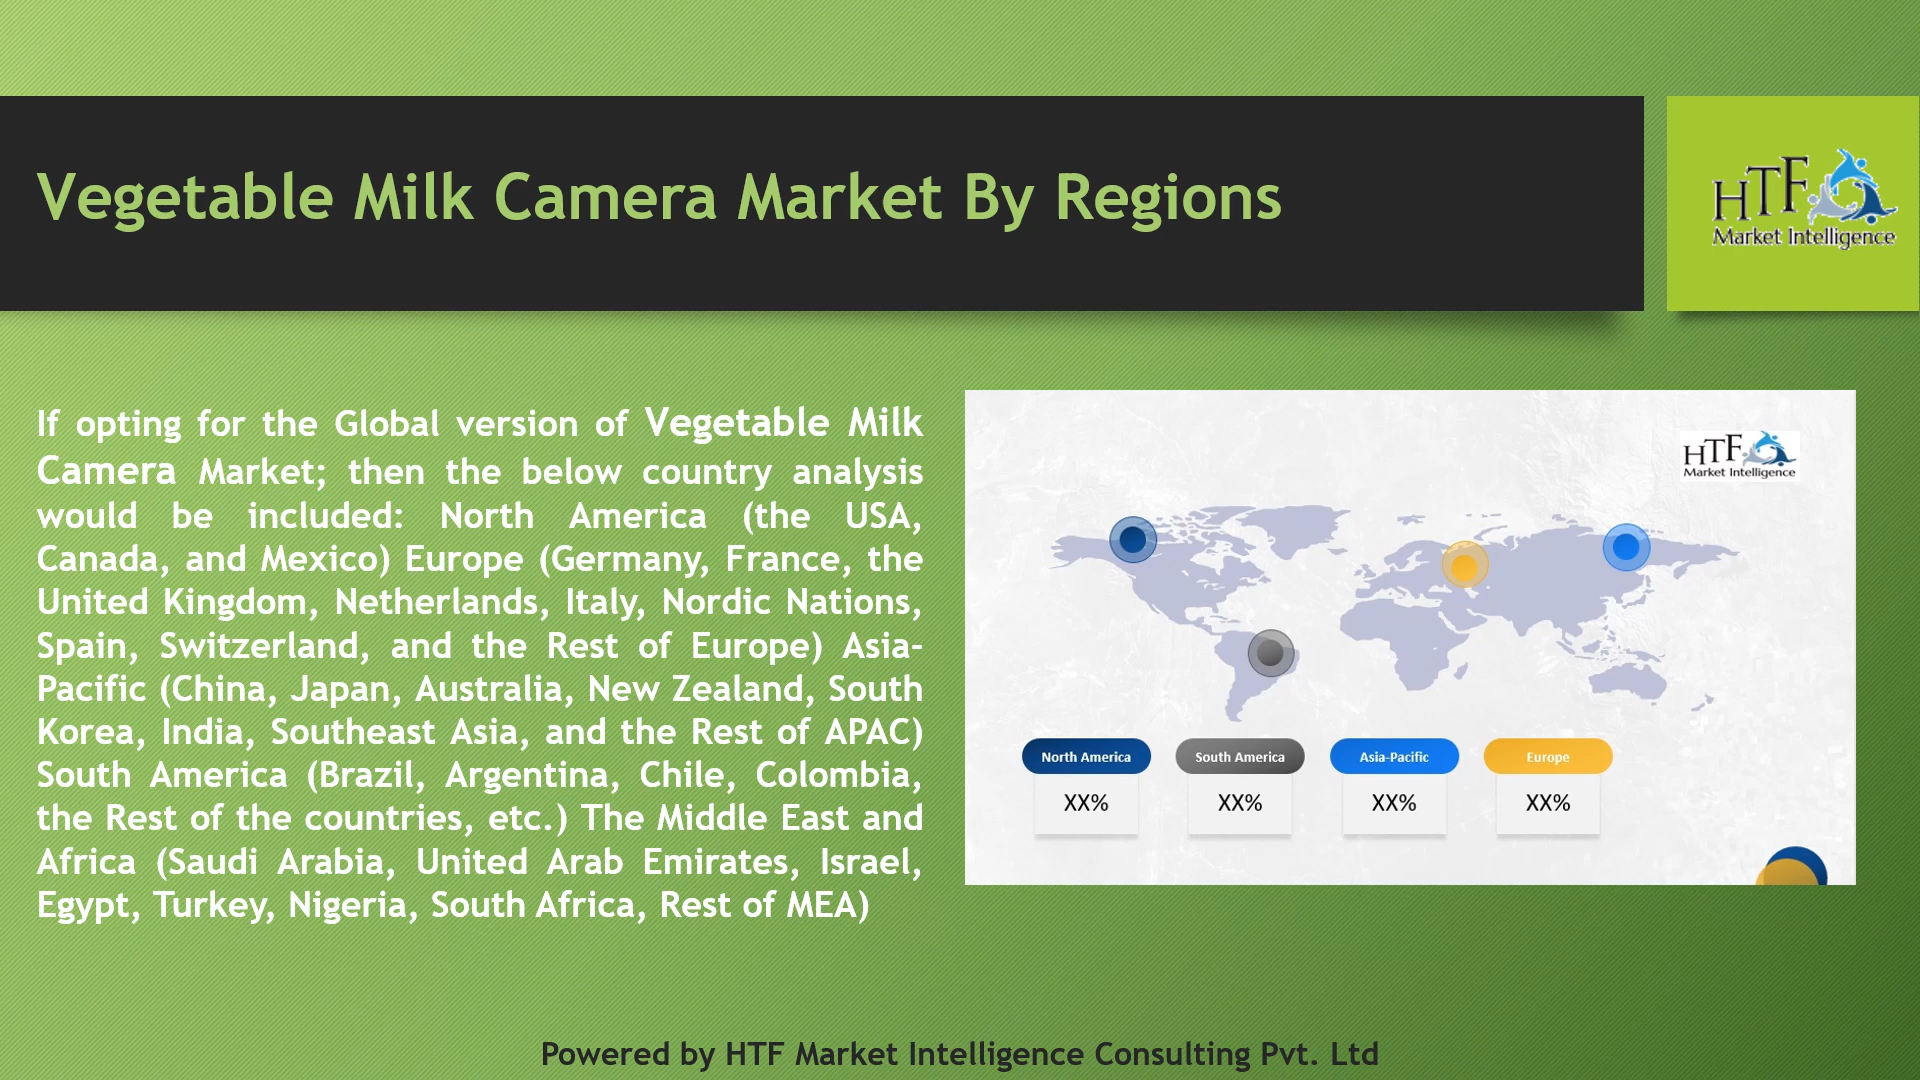 Vegetable Milk Camera Market By Regions
HTF
Market Intelligence
If opting for the Global version of Vegetable Milk
Camera Market; then the below country analysis
would be included: North America (the USA,
Canada, and Mexico) Europe (Germany, France, the
United Kingdom, Netherlands, Italy, Nordic Nations,
Spain, Switzerland, and the Rest of Europe) Asia-
Pacific (China, Japan, Australia, New Zealand, South
Korea, India, Southeast Asia, and the Rest of APAC)
South America (Brazil, Argentina, Chile, Colombia,
the Rest of the countries, etc.) The Middle East and
Africa (Saudi Arabia, United Arab Emirates, Israel,
Egypt, Turkey, Nigeria, South Africa, Rest of MEA)
HTF
Market Intelligence
North America South America Asia-Pacific Europe
XX% XX% XX% XX%
Powered by HTF Market Intelligence Consulting Pvt. Ltd